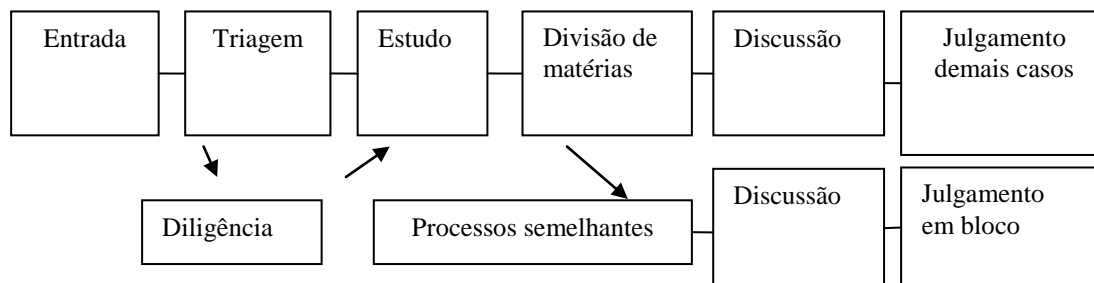 Entrada
Triagem
Estudo
Divisão de
matérias
Discussão
Julgamento
demais casos
Diligência
Processos semelhantes
Discussão
Julgamento
em bloco